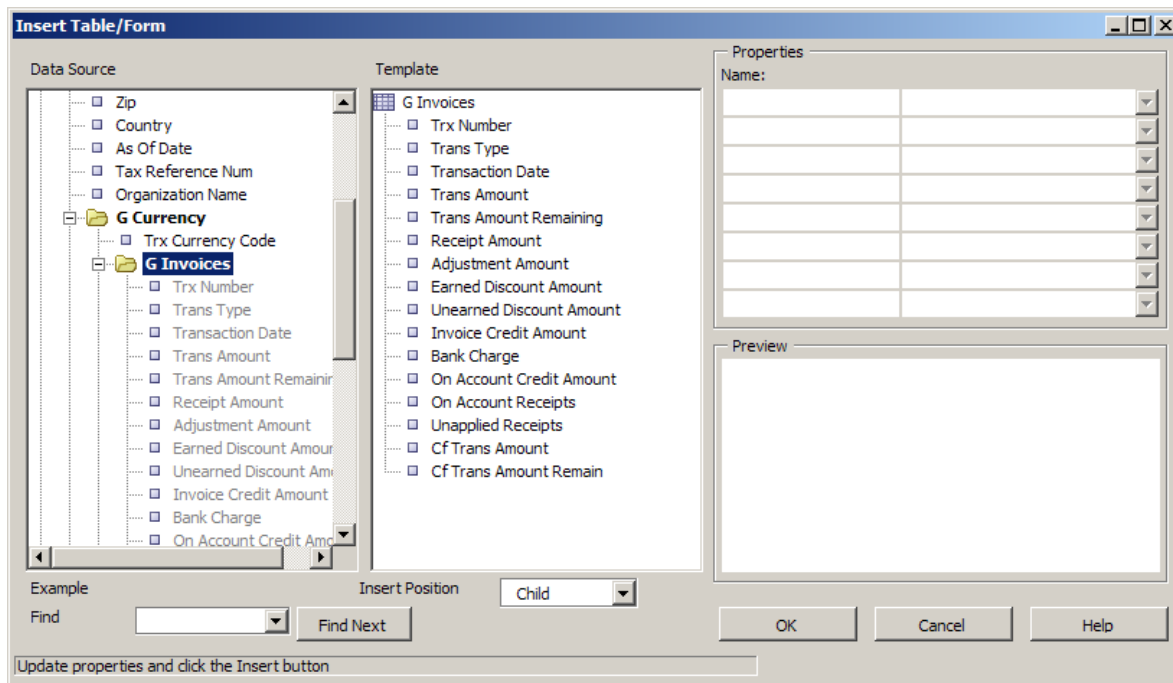 Insert Table/Form
Data Source
Zip
Country
As Of Date
Tax Reference Num
Organization Name
G Currency
Trx Currency Code
G Invoices
Trx Number
Trans Type
Transaction Date
Trans Amount
Trans Amount Remainin
Receipt Amount
Adjustment Amount
Earned Discount Amour
Unearned Discount Am
Invoice Credit Amount
Bank Charge
On Account Credit Amo
Template
G Invoices
Trx Number
Trans Type
Transaction Date
Trans Amount
Trans Amount Remaining
Receipt Amount
Adjustment Amount
Earned Discount Amount
Unearned Discount Amount
Invoice Credit Amount
Bank Charge
On Account Credit Amount
On Account Receipts
Unapplied Receipts
Cf Trans Amount
Cf Trans Amount Remain
Properties
Name:
Preview
Example
Insert Position
Child
Find
Find Next
OK
Cancel
Help
Update properties and click the Insert button